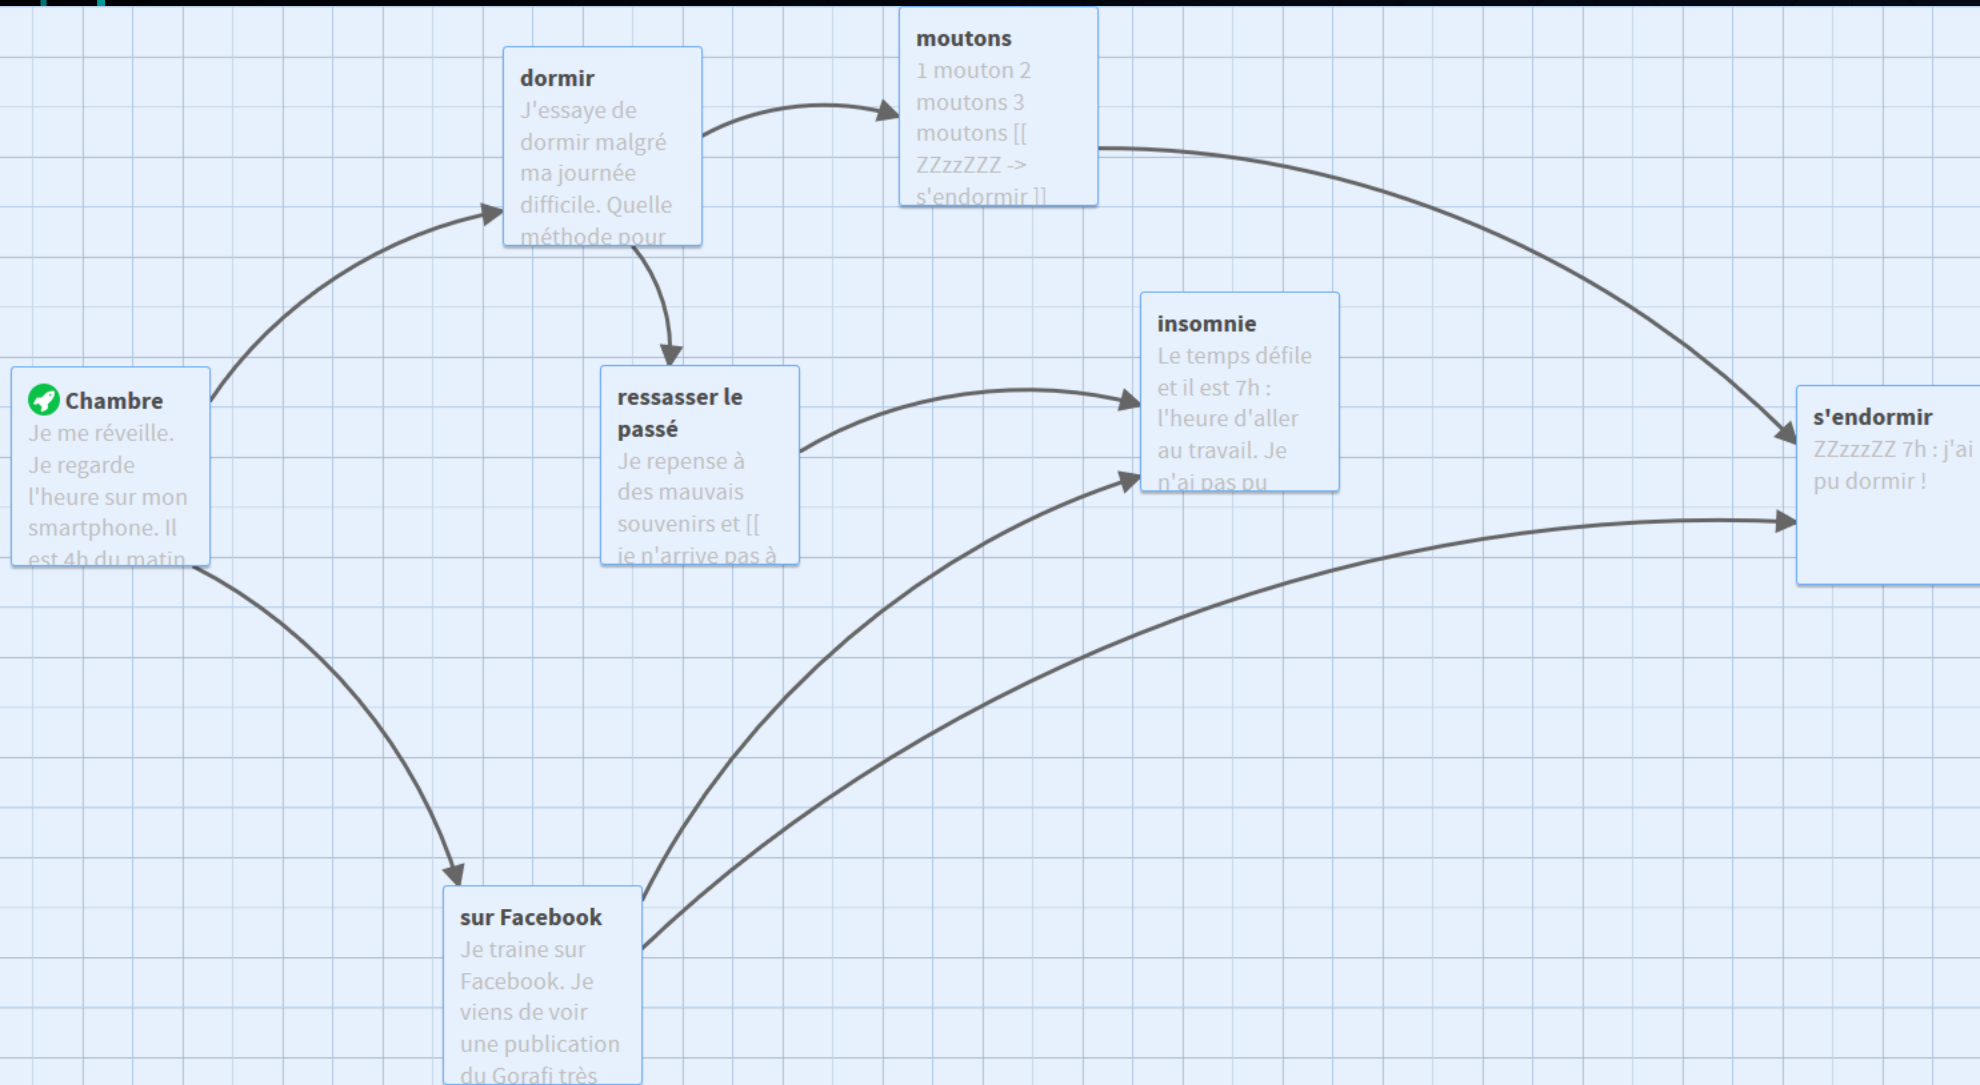 moutons
1 mouton 2
moutons 3
moutons [[
ZZzzZZZ ->
s'endormir ]]
dormir
J'essaye de
dormir malgré
ma journée
difficile. Quelle
méthode pour
insomnie
Le temps défile
et il est 7h :
l'heure d'aller
au travail. Je
n'ai pas pu
Chambre
Je me réveille.
Je regarde
l'heure sur mon
smartphone. Il
est 4h du matin
ressasser le
passé
Je repense à
des mauvais
souvenirs et [[
je n'arrive pas à
s'endormir
ZZzzzZZ 7h : j'ai
pu dormir !
sur Facebook
Je traine sur
Facebook. Je
viens de voir
une publication
du Gorafi très